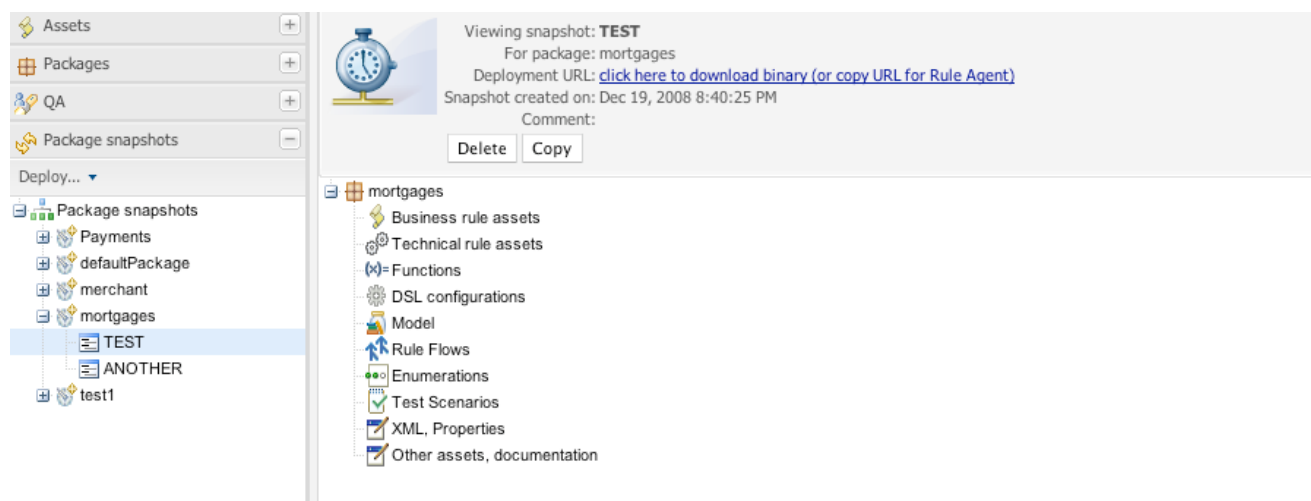 Assets
Packages
QA
Package snapshots
Deploy...
Package snapshots
Payments
defaultPackage
merchant
mortgages
TEST
ANOTHER
test1
Viewing snapshot: TEST
For package: mortgages
Deployment URL: click here to download binary (or copy URL for Rule Agent)
Snapshot created on: Dec 19, 2008 8:40:25 PM
Comment:
Delete Copy
mortgages
Business rule assets
Technical rule assets
(x)= Functions
DSL configurations
Model
Rule Flows
Enumerations
Test Scenarios
XML, Properties
Other assets, documentation